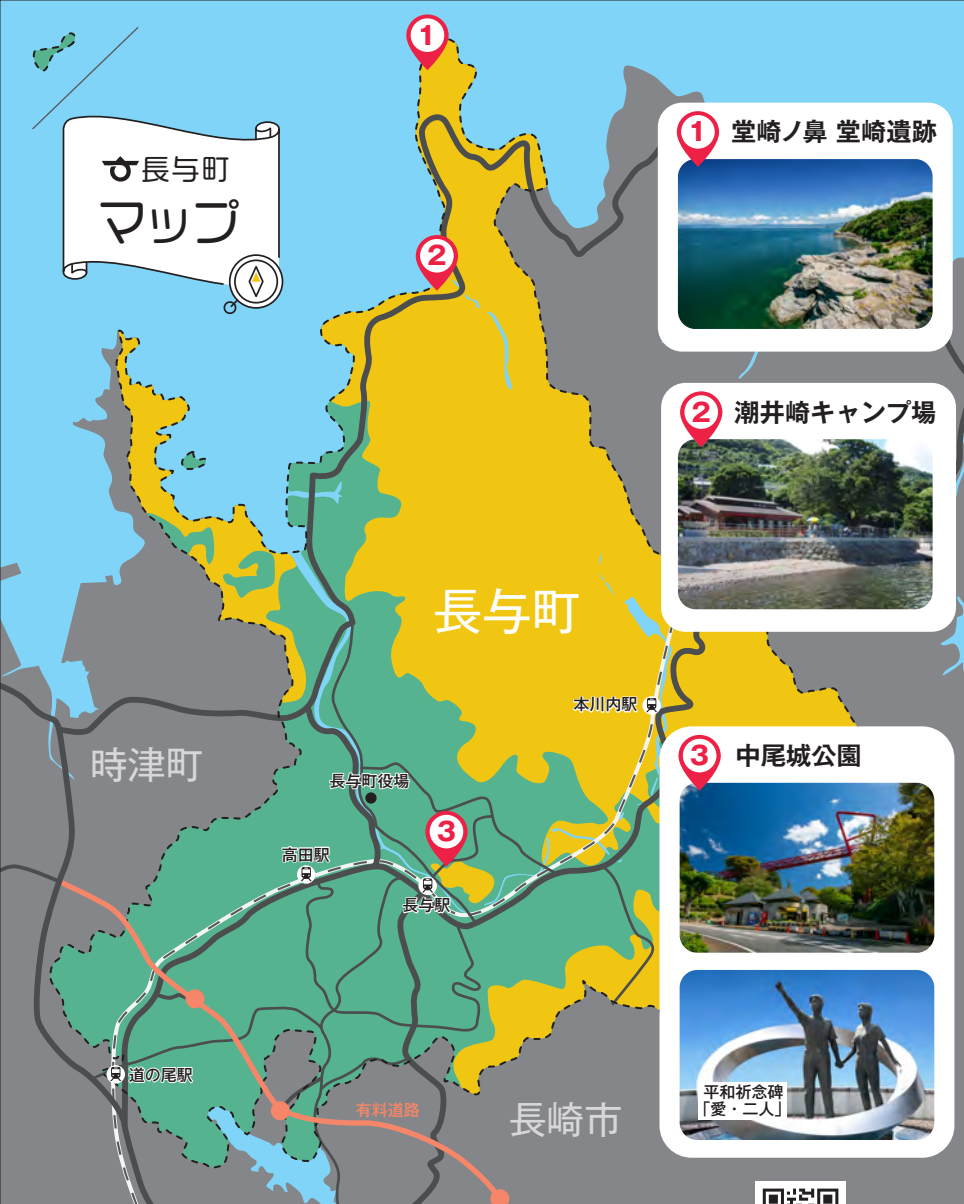 長与町
マップ
1
2
3
長与町
時津町
長崎市
本川内駅
長与町役場
高田駅
長与駅
道の尾駅
有料道路
1 堂崎ノ鼻 堂崎遺跡
2 潮井崎キャンプ場
3 中尾城公園
平和祈念碑
「愛・二人」